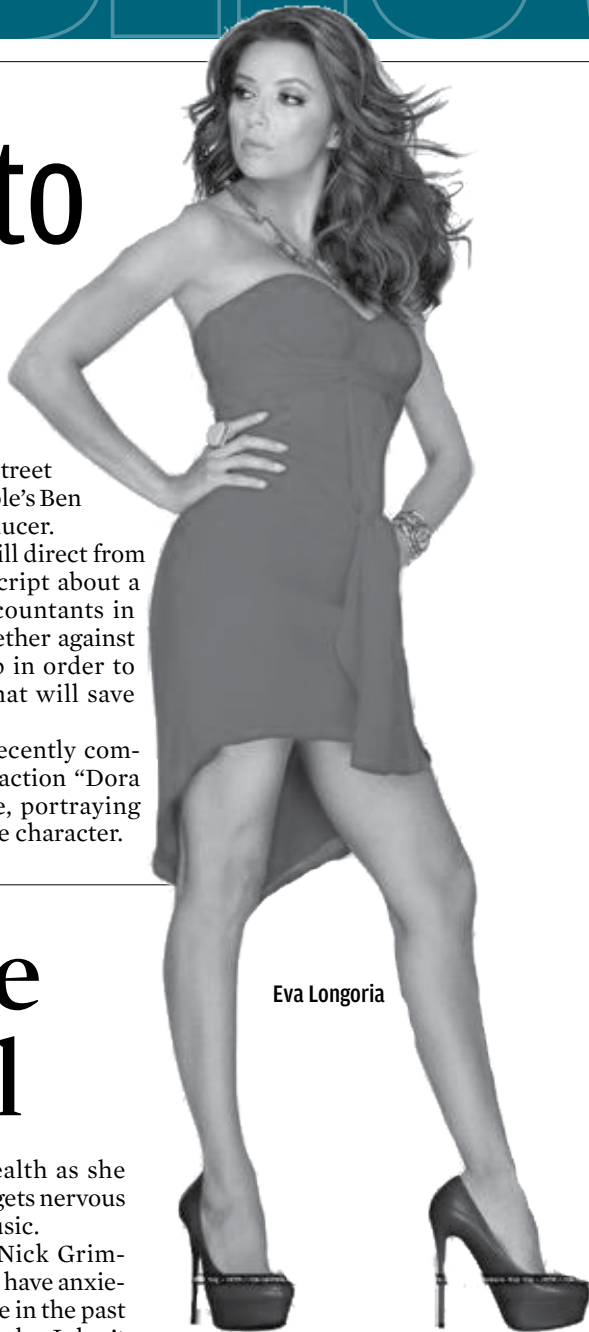 to
treet
ole's Ben
ucer.
ill direct from
cript about a
countants in
ether against
p in order to
hat will save
ecently com-
action “Dora
e, portraying
e character.
e
l
Eva Longoria
ealth as she
gets nervous
usic.
Nick Grim-
have anxie-
e in the past